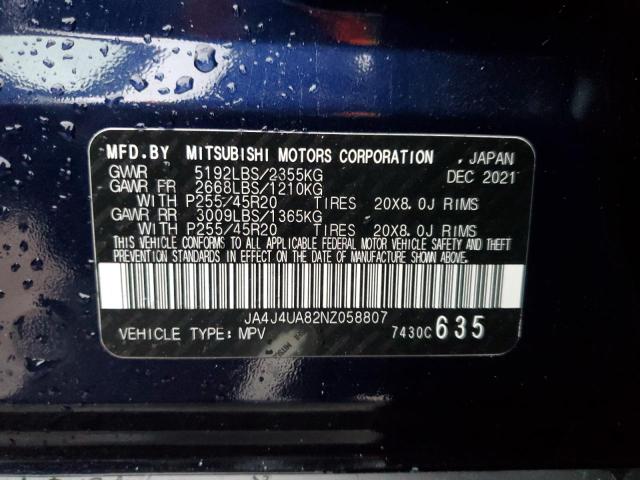 MFD.BY MITSUBISHI MOTORS CORPORATION , JAPAN
GVWR 5192LBS/2355KG DEC 2021
GAWR FR 2668LBS/1210KG
WITH P255/45R20 TIRES 20X8.0J RIMS
GAWR RR 3009LBS/1365KG
WITH P255/45R20 TIRES 20X8.0J RIMS
THIS VEHICLE CONFORMS TO ALL APPLICABLE FEDERAL MOTOR VEHICLE SAFETY AND THEFT
PREVENTION STANDARDS IN EFFECT ON THE DATE OF MANUFACTURE SHOWN ABOVE.
JA4J4UA82NZ058807
VEHICLE TYPE: MPV 7430C 635